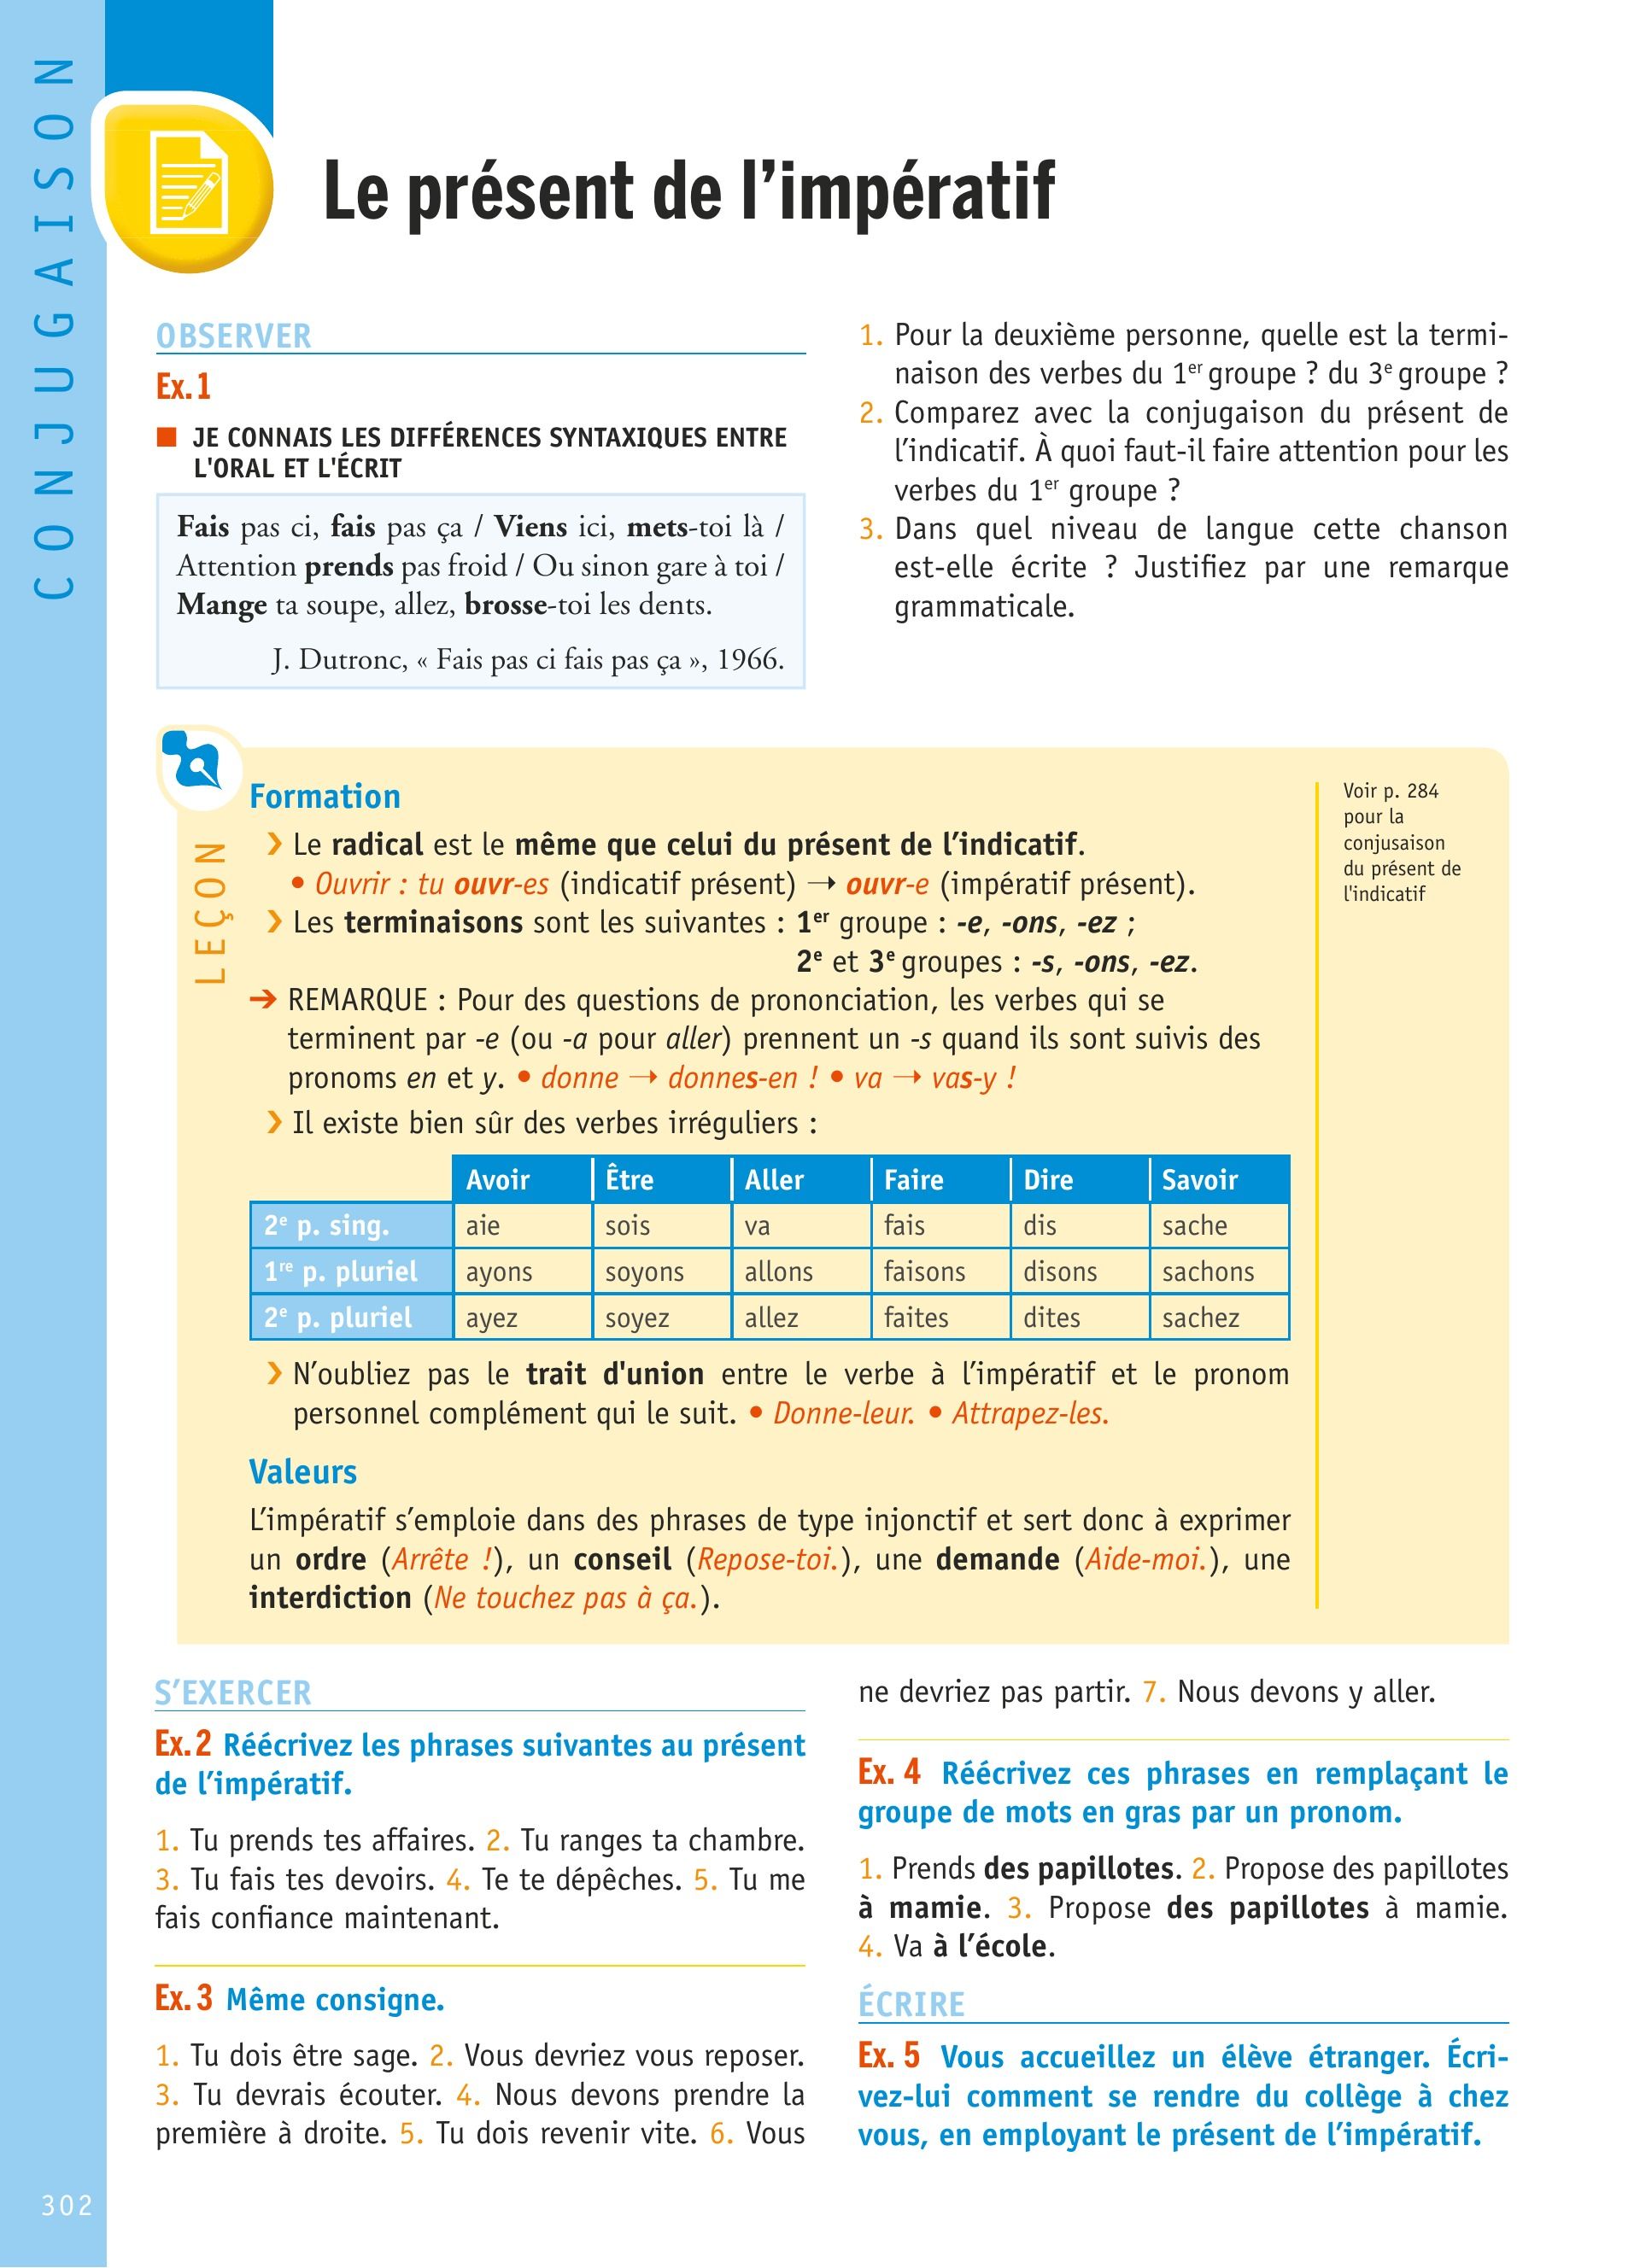 CONJUGAISON
Le présent de l’impératif
OBSERVER
Ex. 1
■ JE CONNAIS LES DIFFÉRENCES SYNTAXIQUES ENTRE
L'ORAL ET L'ÉCRIT
Fais pas ci, fais pas ça / Viens ici, mets-toi là /
Attention prends pas froid / Ou sinon gare à toi /
Mange ta soupe, allez, brosse-toi les dents.
J. Dutronc, « Fais pas ci fais pas ça », 1966.
1. Pour la deuxième personne, quelle est la termi-
naison des verbes du 1er groupe ? du 3e groupe ?
2. Comparez avec la conjugaison du présent de
l’indicatif. À quoi faut-il faire attention pour les
verbes du 1er groupe ?
3. Dans quel niveau de langue cette chanson
est-elle écrite ? Justifiez par une remarque
grammaticale.
LEÇON
Formation
› Le radical est le même que celui du présent de l’indicatif.
• Ouvrir : tu ouvr-es (indicatif présent) → ouvr-e (impératif présent).
› Les terminaisons sont les suivantes : 1er groupe : -e, -ons, -ez ;
2e et 3e groupes : -s, -ons, -ez.
→ REMARQUE : Pour des questions de prononciation, les verbes qui se
terminent par -e (ou -a pour aller) prennent un -s quand ils sont suivis des
pronoms en et y. • donne → donnes-en ! • va → vas-y !
› Il existe bien sûr des verbes irréguliers :
Avoir Être Aller Faire Dire Savoir
2e p. sing. aie sois va fais dis sache
1re p. pluriel ayons soyons allons faisons disons sachons
2e p. pluriel ayez soyez allez faites dites sachez
› N’oubliez pas le trait d'union entre le verbe à l’impératif et le pronom
personnel complément qui le suit. • Donne-leur. • Attrapez-les.
Valeurs
L’impératif s’emploie dans des phrases de type injonctif et sert donc à exprimer
un ordre (Arrête !), un conseil (Repose-toi.), une demande (Aide-moi.), une
interdiction (Ne touchez pas à ça.).
Voir p. 284
pour la
conjusaison
du présent de
l'indicatif
S’EXERCER
Ex. 2 Réécrivez les phrases suivantes au présent
de l’impératif.
1. Tu prends tes affaires. 2. Tu ranges ta chambre.
3. Tu fais tes devoirs. 4. Te te dépêches. 5. Tu me
fais confiance maintenant.
Ex. 3 Même consigne.
1. Tu dois être sage. 2. Vous devriez vous reposer.
3. Tu devrais écouter. 4. Nous devons prendre la
première à droite. 5. Tu dois revenir vite. 6. Vous
ne devriez pas partir. 7. Nous devons y aller.
Ex. 4 Réécrivez ces phrases en remplaçant le
groupe de mots en gras par un pronom.
1. Prends des papillotes. 2. Propose des papillotes
à mamie. 3. Propose des papillotes à mamie.
4. Va à l’école.
ÉCRIRE
Ex. 5 Vous accueillez un élève étranger. Écri-
vez-lui comment se rendre du collège à chez
vous, en employant le présent de l’impératif.
302